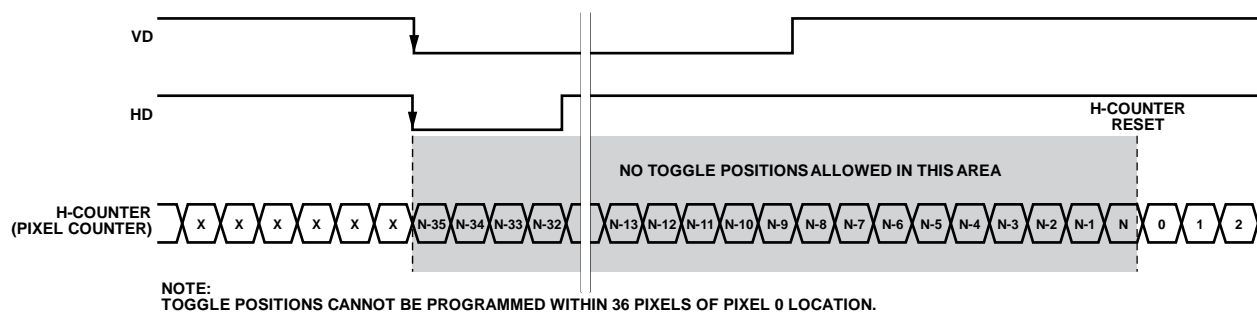 VD
HD
H-COUNTER
RESET
NO TOGGLE POSITIONS ALLOWED IN THIS AREA
H-COUNTER
(PIXEL COUNTER)
X X X X X X N-35 N-34 N-33 N-32 N-13 N-12 N-11 N-10 N-9 N-8 N-7 N-6 N-5 N-4 N-3 N-2 N-1 N 0 1 2
NOTE:
TOGGLE POSITIONS CANNOT BE PROGRAMMED WITHIN 36 PIXELS OF PIXEL 0 LOCATION.